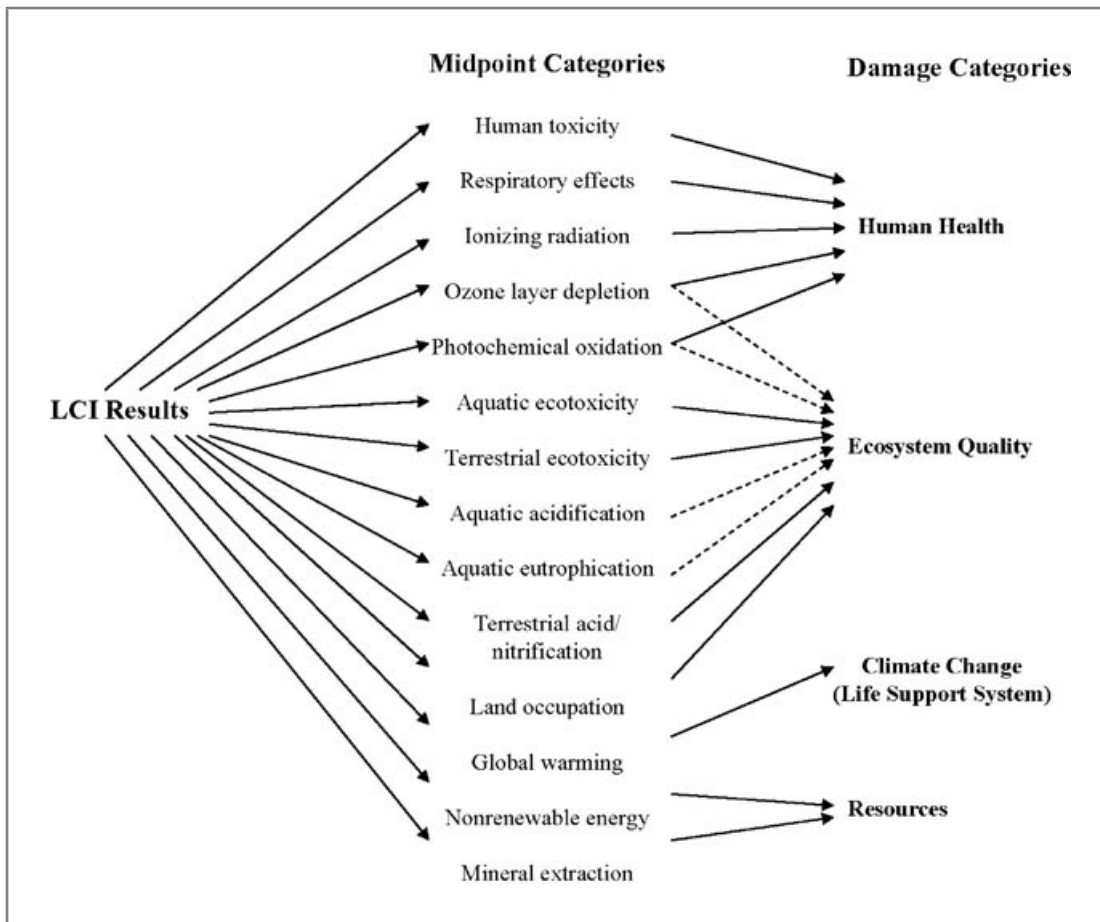 Midpoint Categories
Damage Categories
Human toxicity
Respiratory effects
Ionizing radiation
Human Health
Ozone layer depletion
Photochemical oxidation
LCI Results
Aquatic ecotoxicity
Terrestrial ecotoxicity
Ecosystem Quality
Aquatic acidification
Aquatic eutrophication
Terrestrial acid/
nitrification
Climate Change
(Life Support System)
Land occupation
Global warming
Nonrenewable energy
Resources
Mineral extraction